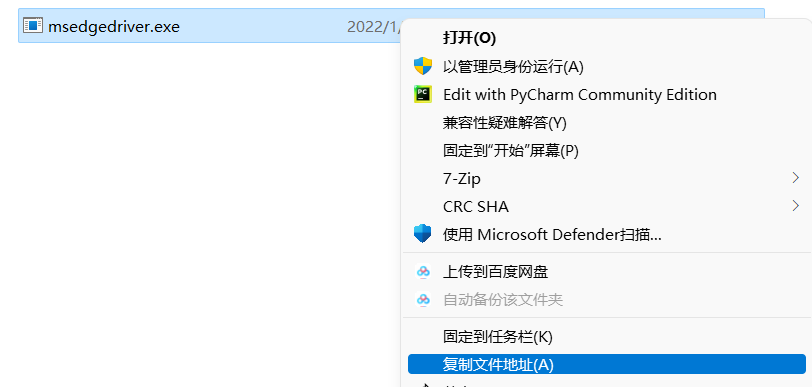 msedgedriver.exe 2022/1/
打开(O)
以管理员身份运行(A)
PC
Edit with PyCharm Community Edition
兼容性疑难解答(Y)
固定到“开始”屏幕(P)
7-Zip
CRC SHA
使用 Microsoft Defender扫描...
上传到百度网盘
自动备份该文件夹
固定到任务栏(K)
复制文件地址(A)